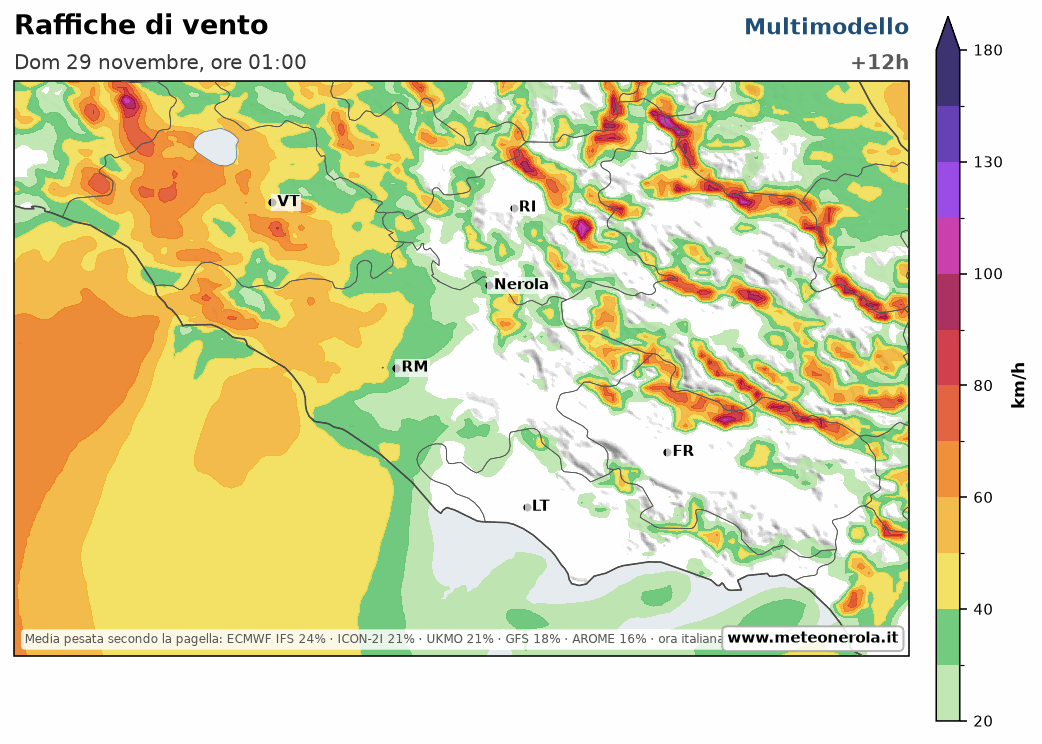 Raffiche di vento
Multimodello
Dom 29 novembre, ore 01:00
+12h
VT
RI
Nerola
RM
FR
LT
Media pesata secondo la pagella: ECMWF IFS 24% · ICON-2I 21% · UKMO 21% · GFS 18% · AROME 16% · ora italiana
www.meteonerola.it
180
130
100
80
60
40
20
km/h